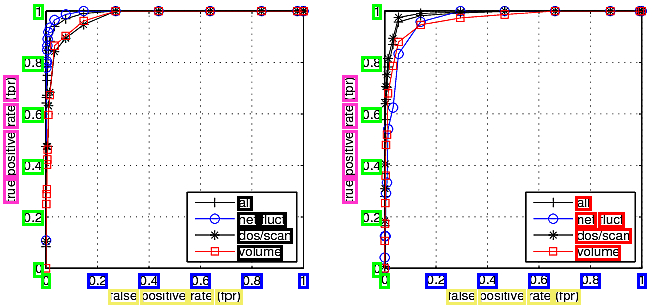 1
0.8
0.6
0.4
0.2
0
true positive rate (tpr)
all
net fluct
dos/scan
volume
0
0.2
0.4
0.6
0.8
1
false positive rate (fpr)
1
0.8
0.6
0.4
0.2
0
true positive rate (tpr)
all
net fluct
dos/scan
volume
0
0.2
0.4
0.6
0.8
1
false positive rate (fpr)